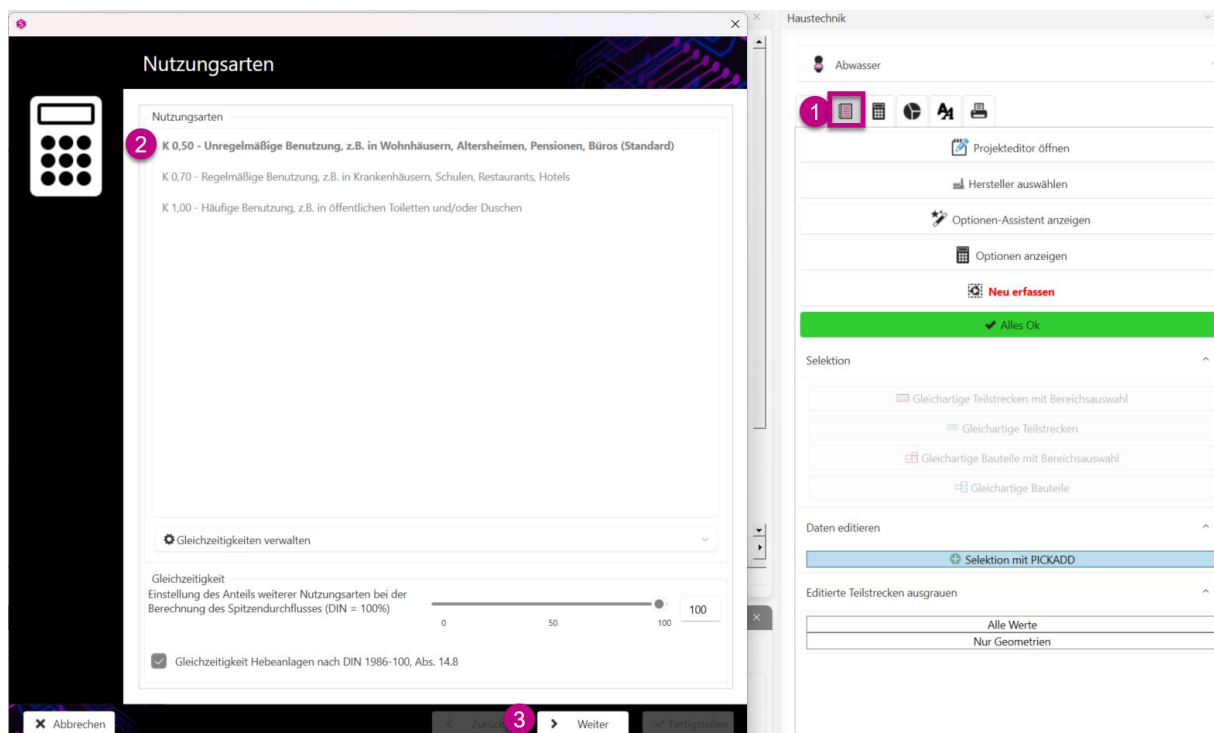 Nutzungsarten
Nutzungsarten
2
K 0,50 - Unregelmäßige Benutzung, z.B. in Wohnhäusern, Altersheimen, Pensionen, Büros (Standard)
K 0,70 - Regelmäßige Benutzung, z.B. in Krankenhäusern, Schulen, Restaurants, Hotels
K 1,00 - Häufige Benutzung, z.B. in öffentlichen Toiletten und/oder Duschen
Gleichzeitigkeiten verwalten
Gleichzeitigkeit
Einstellung des Anteils weiterer Nutzungsarten bei der
Berechnung des Spitzendurchflusses (DIN = 100%)
0 50 100
100
Gleichzeitigkeit Hebeanlagen nach DIN 1986-100, Abs. 14.8
Abbrechen
Zurück
3
Weiter
Fertigstellen
Haustechnik
Abwasser
1
Projekteditor öffnen
Hersteller auswählen
Optionen-Assistent anzeigen
Optionen anzeigen
Neu erfassen
Alles Ok
Selektion
Gleichartige Teilstrecken mit Bereichsauswahl
Gleichartige Teilstrecken
Gleichartige Bauteile mit Bereichsauswahl
Gleichartige Bauteile
Daten editieren
Selektion mit PICKADD
Editierte Teilstrecken ausgrauen
Alle Werte
Nur Geometrien